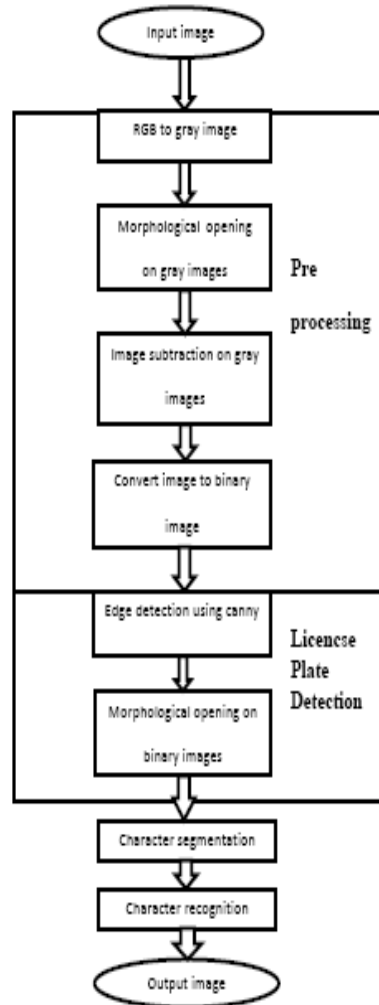 Input image
RGB to gray image
Morphological opening
on gray images
Pre
processing
Image subtraction on gray
images
Convert image to binary
image
Edge detection using canny
Licencse
Plate
Detection
Morphological opening on
binary images
Character segmentation
Character recognition
Output image